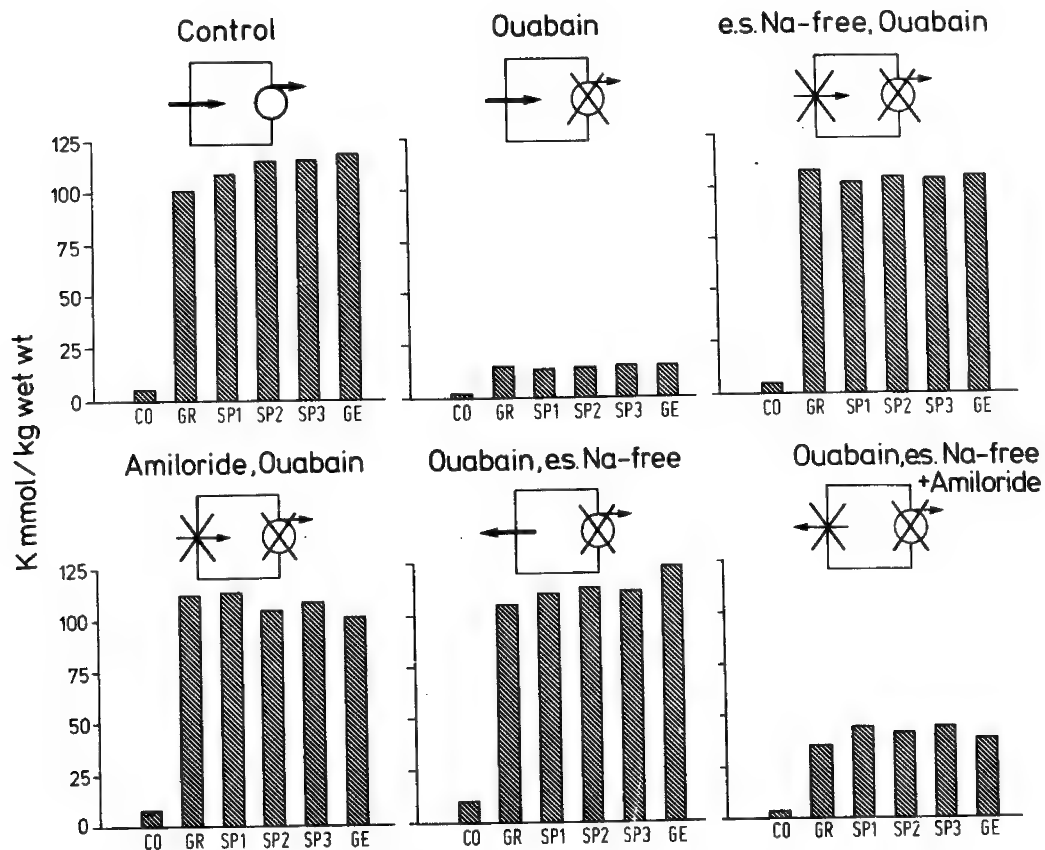 Control
Ouabain
e.s. Na-free, Ouabain
K mmol/kg wet wt
125
100
75
50
25
0
CO GR SP1 SP2 SP3 GE
CO GR SP1 SP2 SP3 GE
CO GR SP1 SP2 SP3 GE
Amiloride, Ouabain
Ouabain, es. Na-free
Ouabain, es. Na-free
+Amiloride
125
100
75
50
25
0
CO GR SP1 SP2 SP3 GE
CO GR SP1 SP2 SP3 GE
CO GR SP1 SP2 SP3 GE